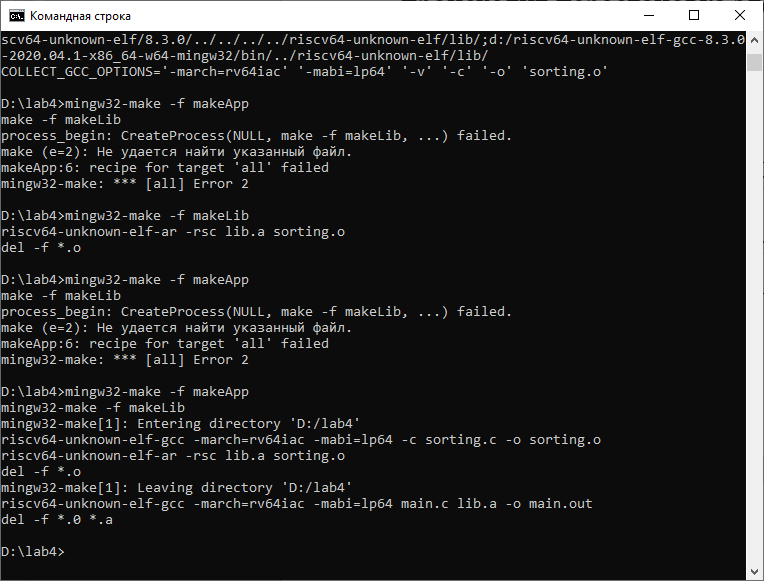 Командная строка
scv64-unknown-elf/8.3.0/../../../../riscv64-unknown-elf/lib/;d:/riscv64-unknown-elf-gcc-8.3.0
-2020.04.1-x86_64-w64-mingw32/bin/../riscv64-unknown-elf/lib/
COLLECT_GCC_OPTIONS='-march=rv64iac' '-mabi=lp64' '-v' '-c' '-o' 'sorting.o'
D:\lab4>mingw32-make -f makeApp
make -f makeLib
process_begin: CreateProcess(NULL, make -f makeLib, ...) failed.
make (e=2): Не удается найти указанный файл.
makeApp:6: recipe for target 'all' failed
mingw32-make: *** [all] Error 2
D:\lab4>mingw32-make -f makeLib
riscv64-unknown-elf-ar -rsc lib.a sorting.o
del -f *.o
D:\lab4>mingw32-make -f makeApp
make -f makeLib
process_begin: CreateProcess(NULL, make -f makeLib, ...) failed.
make (e=2): Не удается найти указанный файл.
makeApp:6: recipe for target 'all' failed
mingw32-make: *** [all] Error 2
D:\lab4>mingw32-make -f makeApp
mingw32-make -f makeLib
mingw32-make[1]: Entering directory 'D:/lab4'
riscv64-unknown-elf-gcc -march=rv64iac -mabi=lp64 -c sorting.c -o sorting.o
riscv64-unknown-elf-ar -rsc lib.a sorting.o
del -f *.o
mingw32-make[1]: Leaving directory 'D:/lab4'
riscv64-unknown-elf-gcc -march=rv64iac -mabi=lp64 main.c lib.a -o main.out
del -f *.0 *.a
D:\lab4>